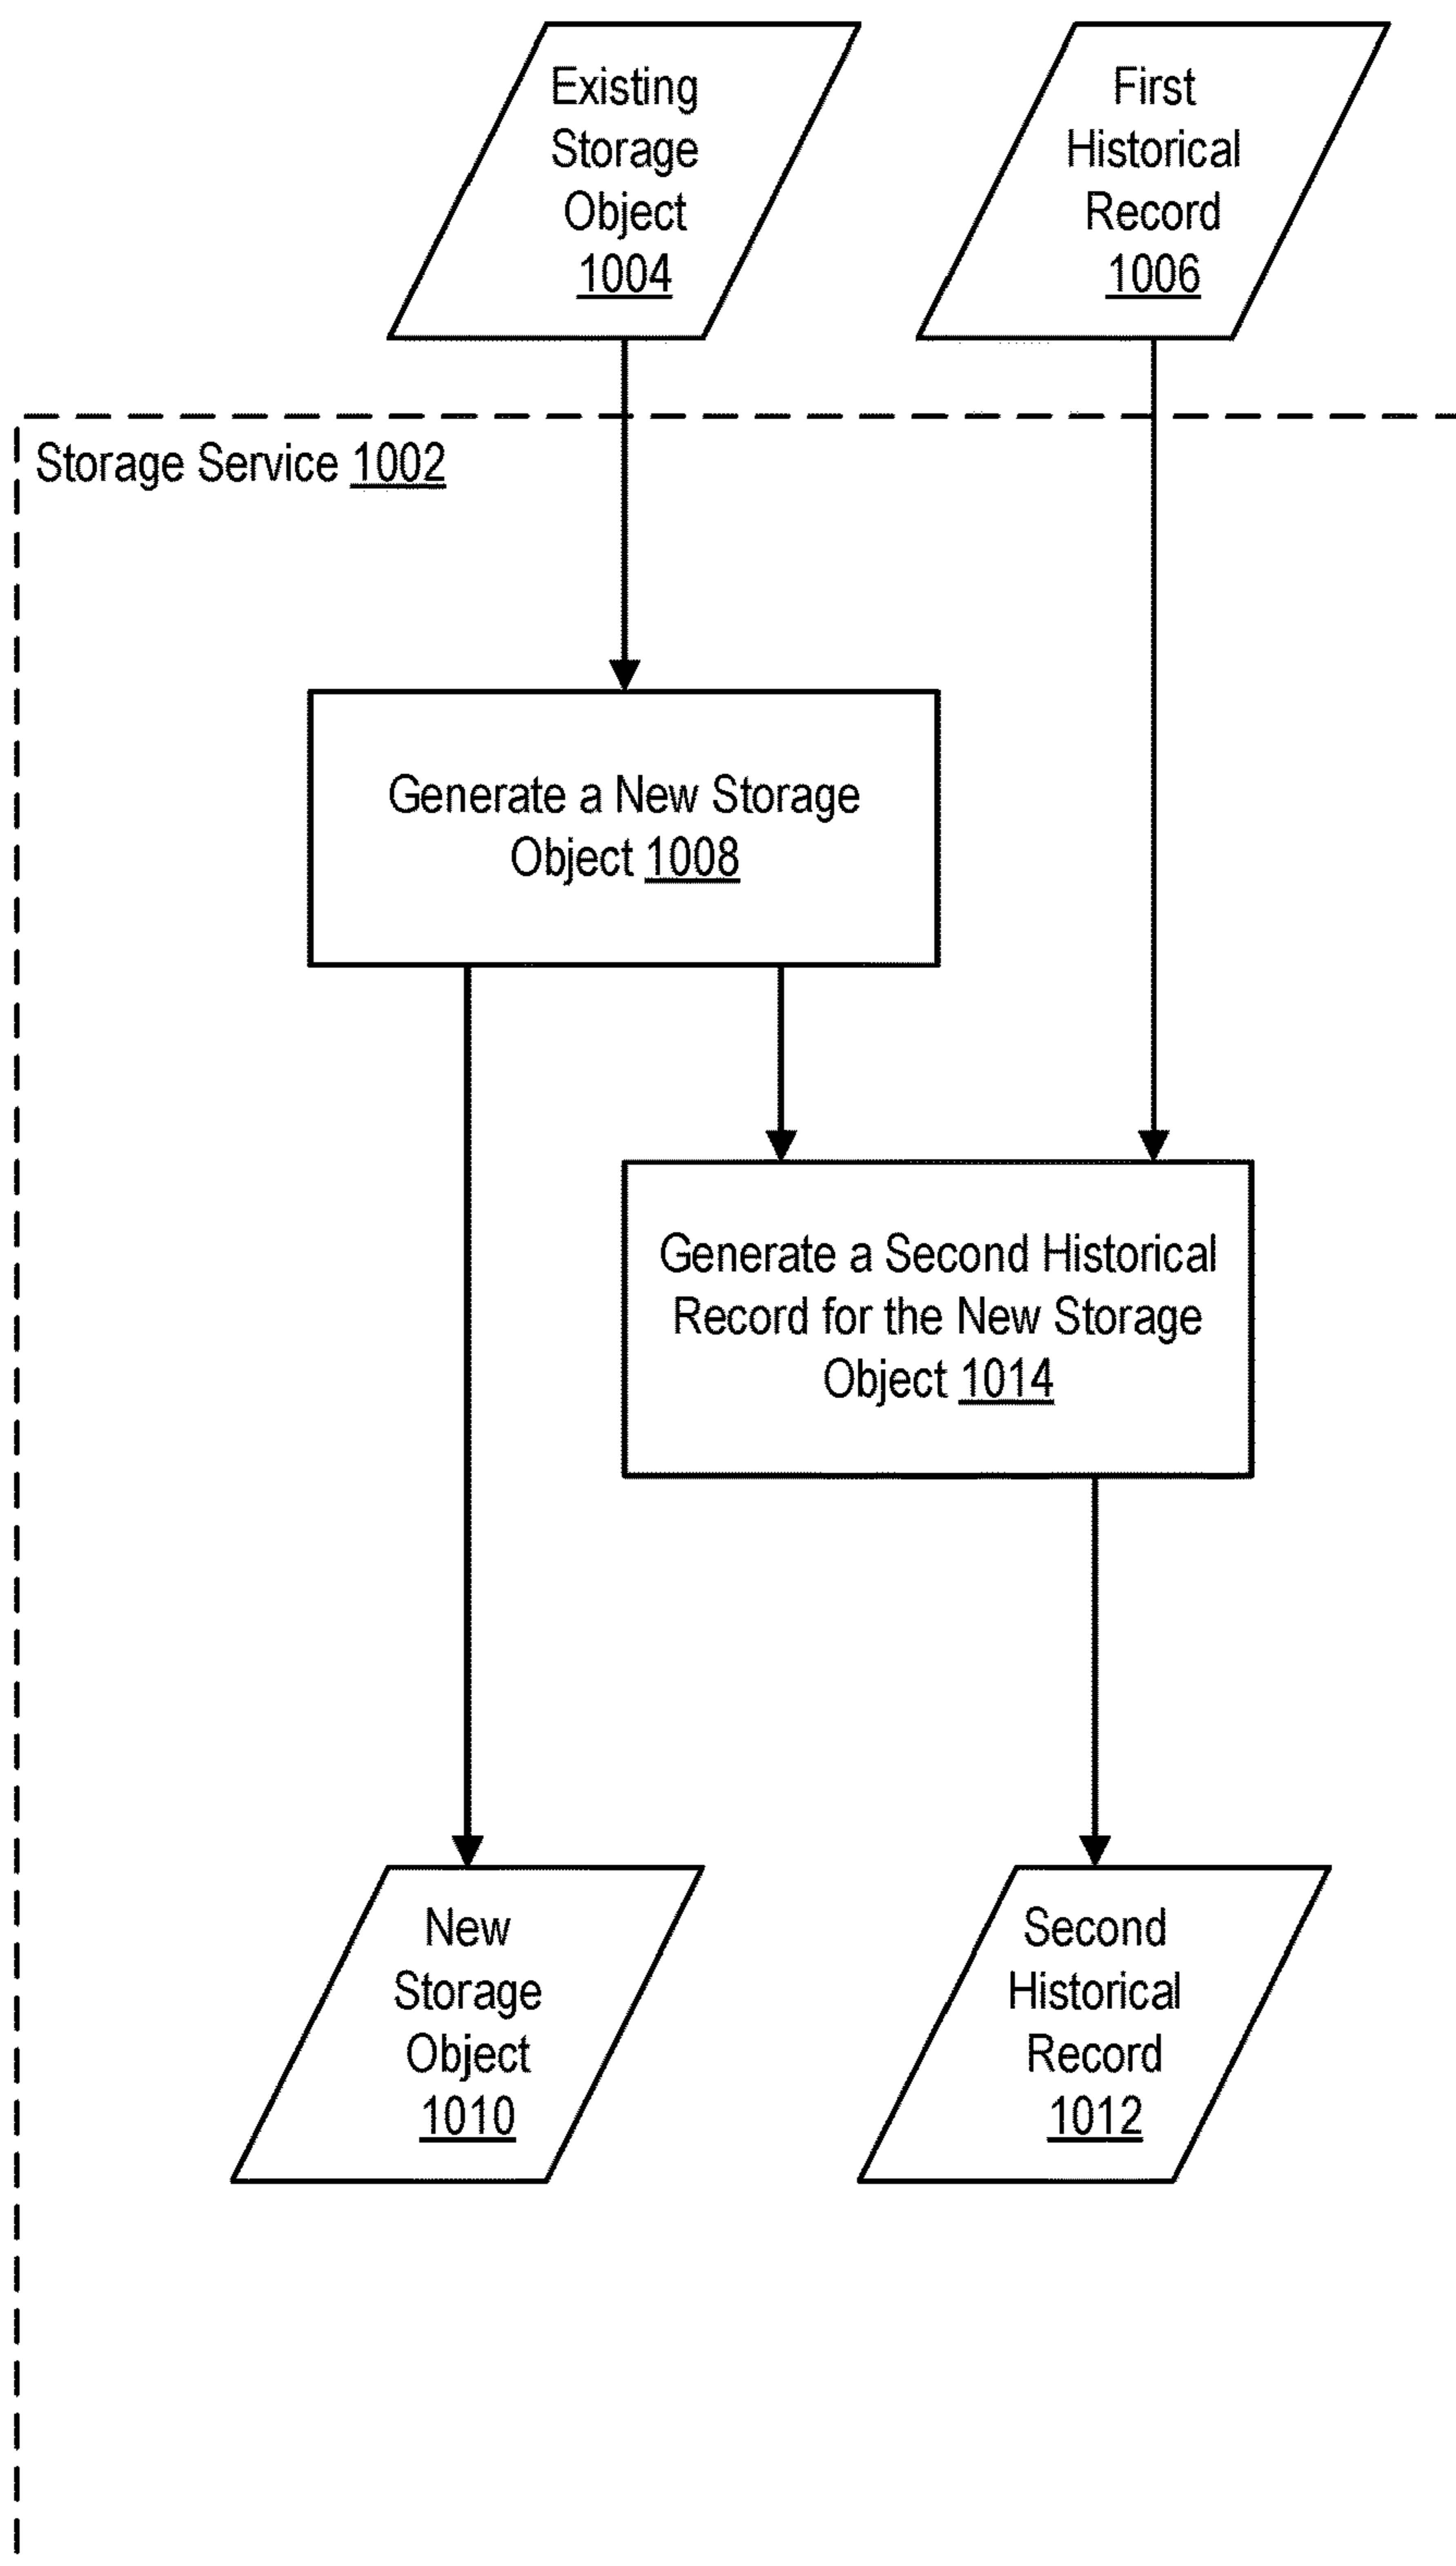 Existing
Storage
Object
1004
First
Historical
Record
1006
Storage Service 1002
Generate a New Storage
Object 1008
Generate a Second Historical
Record for the New Storage
Object 1014
New
Storage
Object
1010
Second
Historical
Record
1012